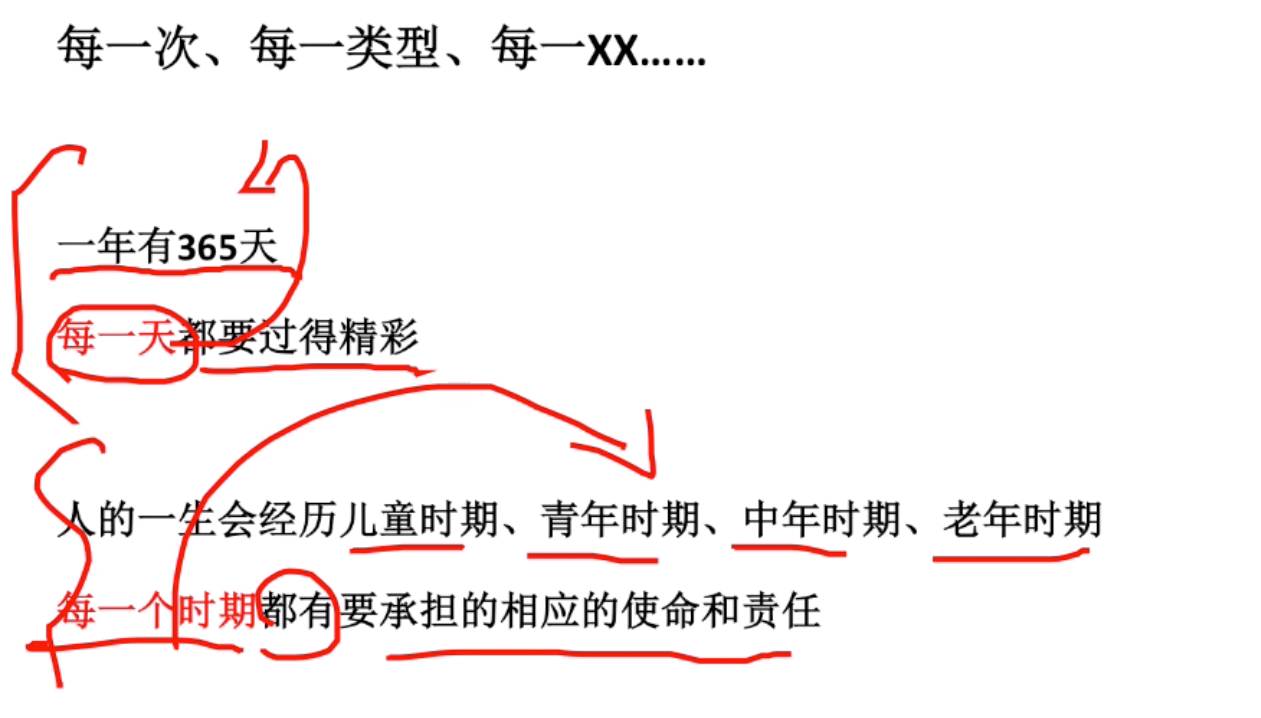 每一次、每一类型、每一XX……
一年有365天
每一天都要过得精彩
人的一生会经历儿童时期、青年时期、中年时期、老年时期
每一个时期都有要承担的相应的使命和责任